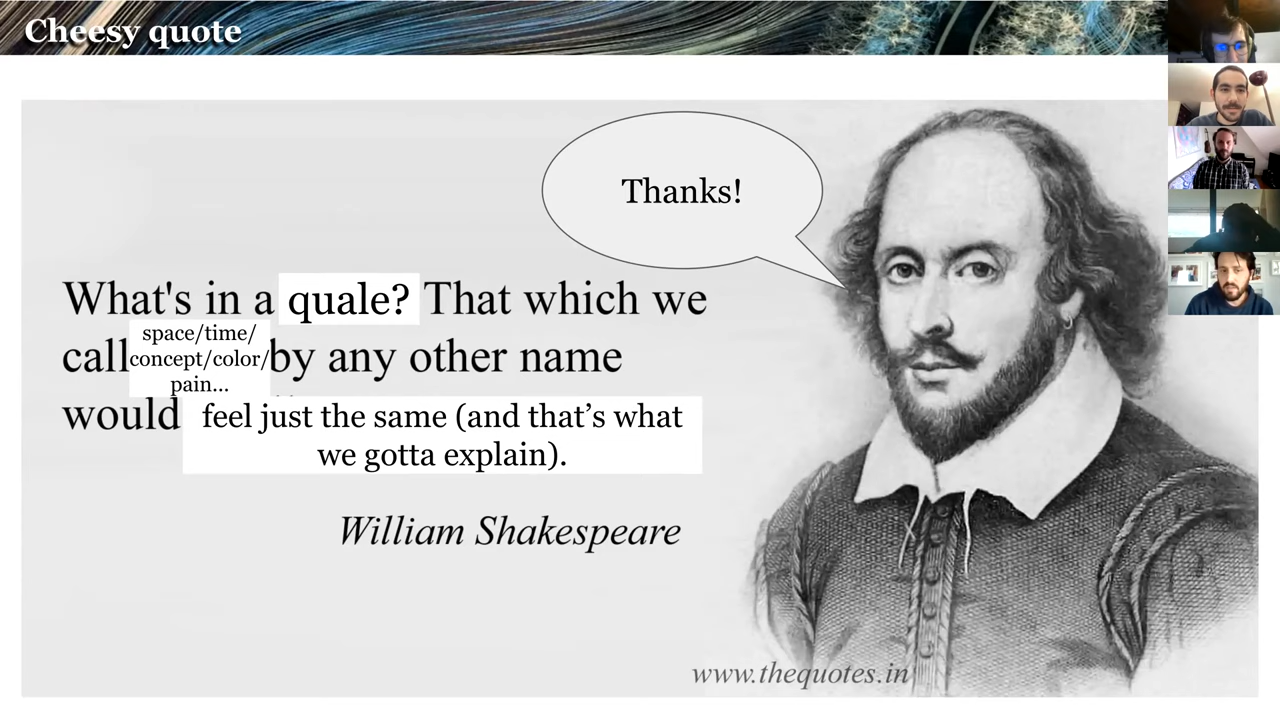 Cheesy quote
Thanks!
What's in a quale? That which we
call space/time/
concept/color/
pain... by any other name
would feel just the same (and that’s what
we gotta explain).
William Shakespeare
www.thequotes.in